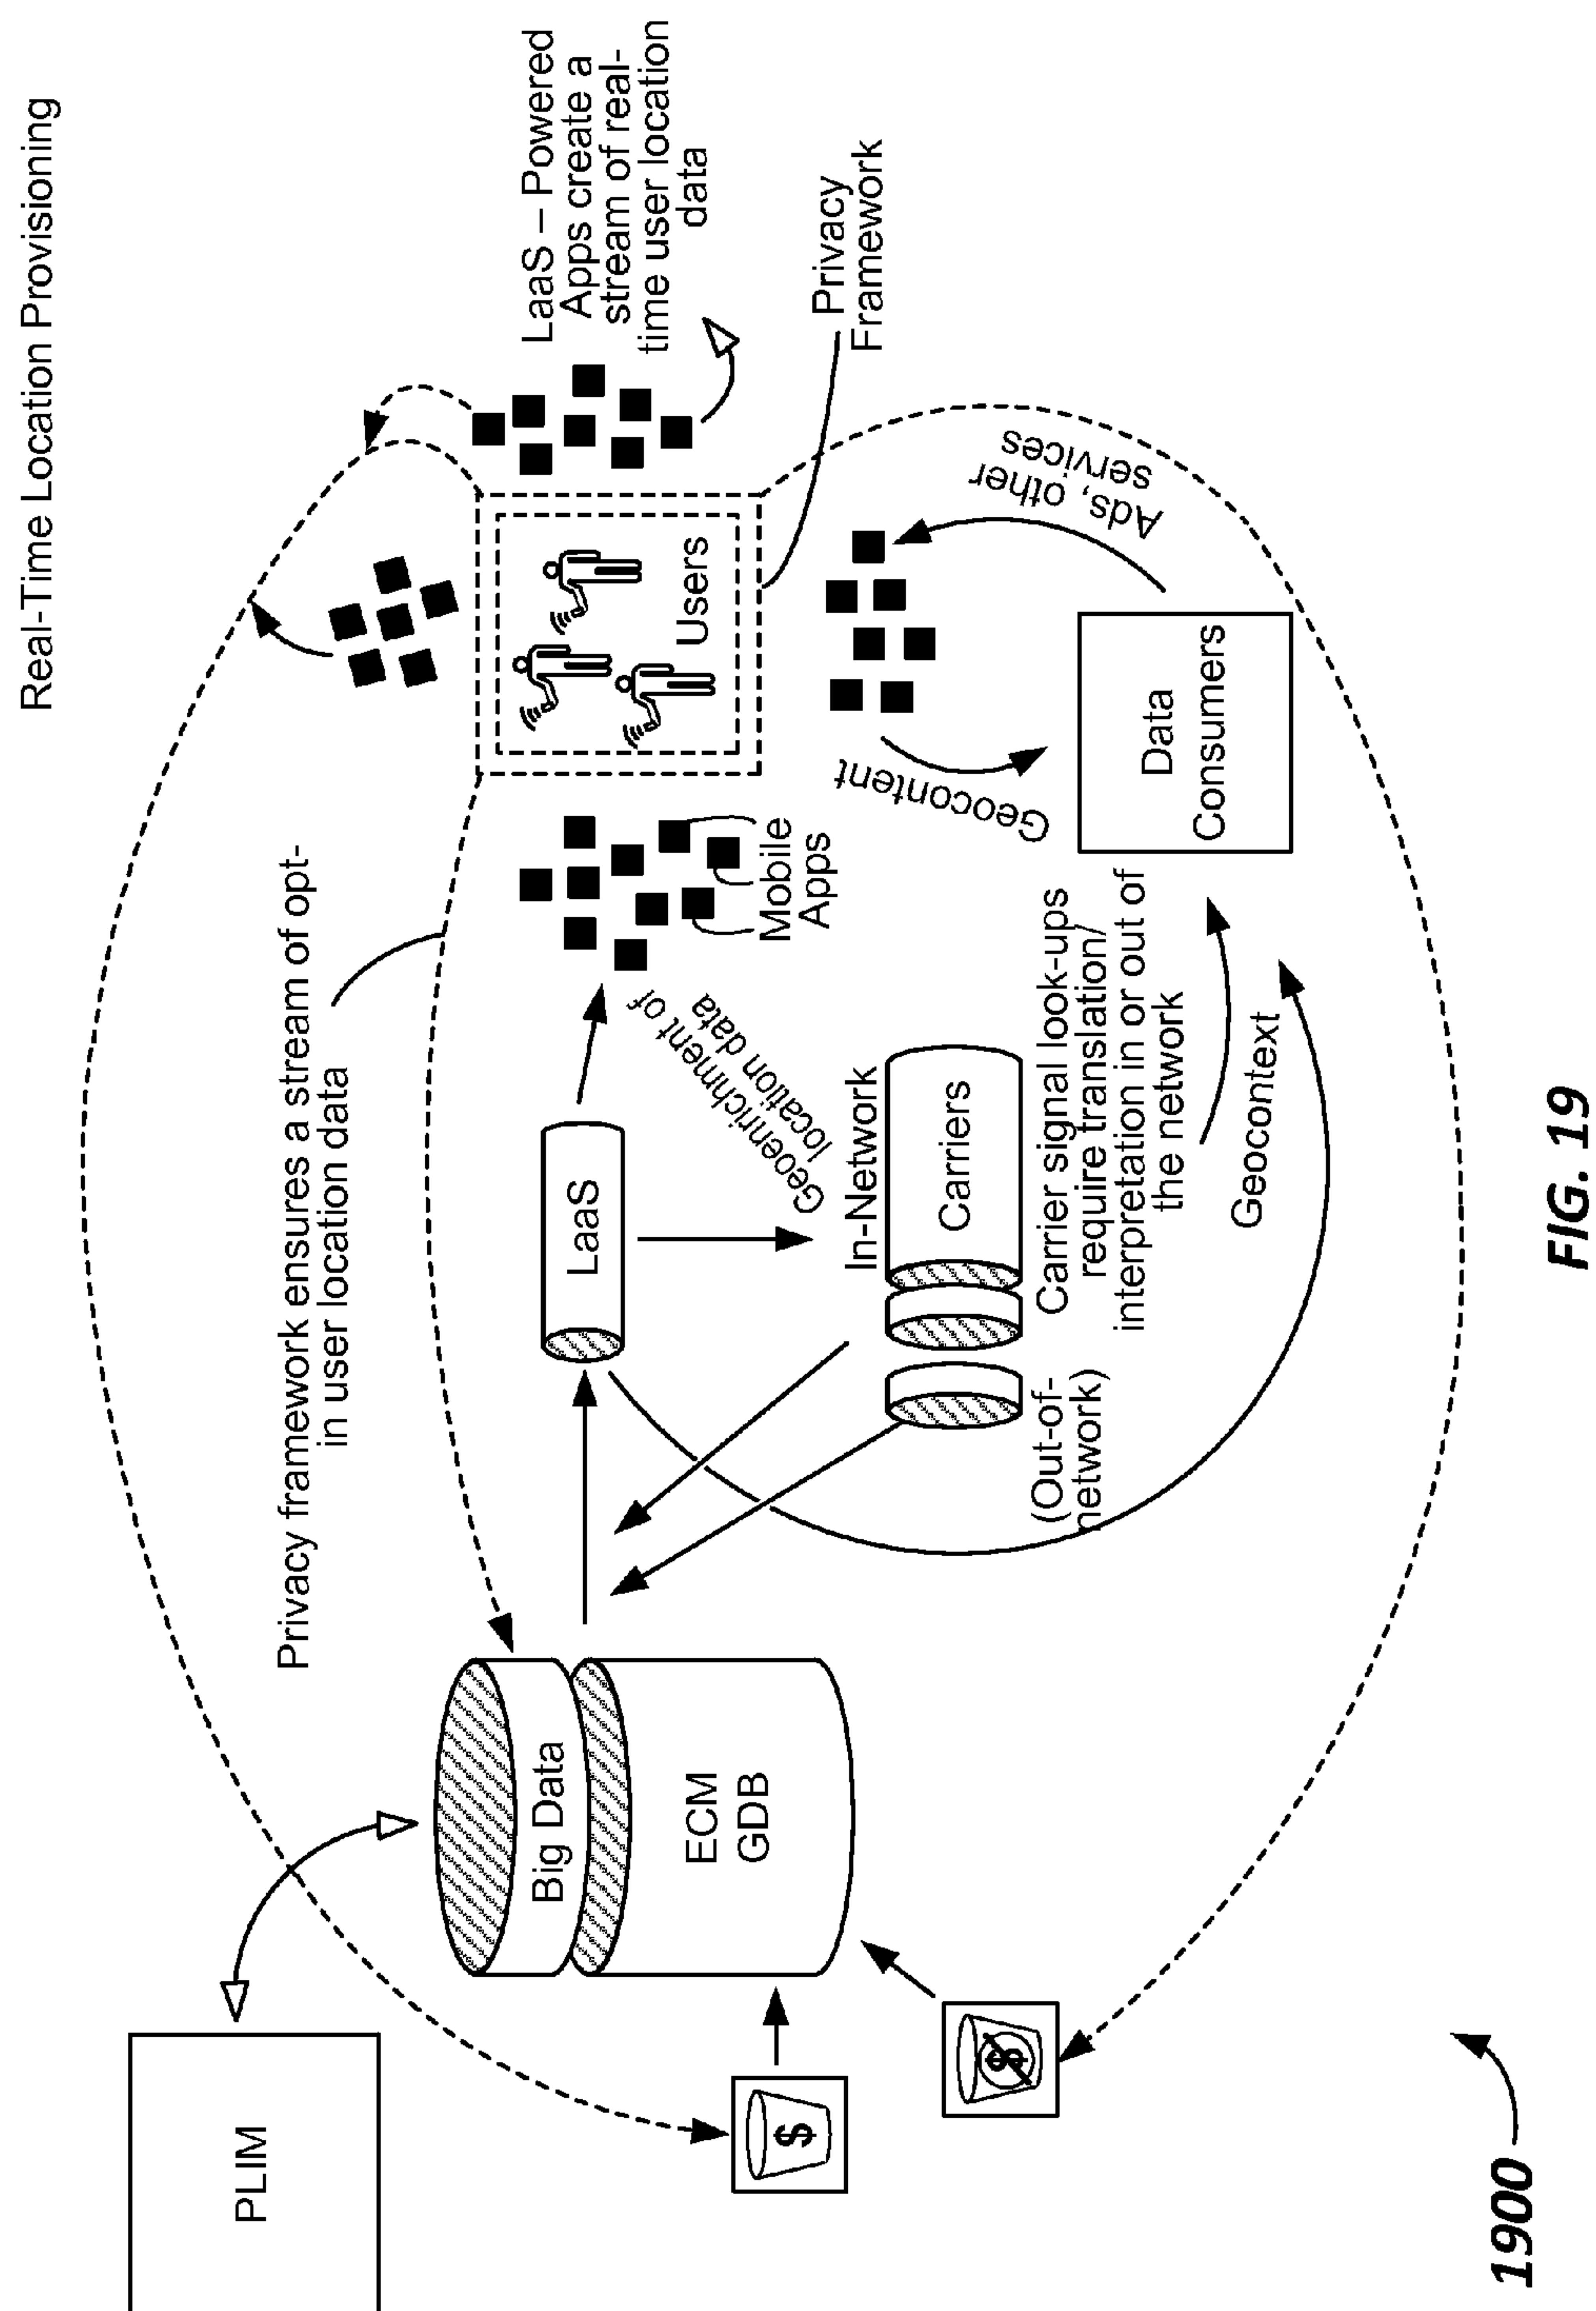 Real-Time Location Provisioning
Privacy framework ensures a stream of opt-
in user location data
LaaS – Powered
Apps create a
stream of real-
time user location
data
Privacy
Framework
PLIM
Big Data
ECM
GDB
$
$
LaaS
Geoenrichment of
location data
Mobile
Apps
Users
In-Network
Carriers
(Out-of-
network)
Carrier signal look-ups
require translation/
interpretation in or out of
the network
Geocontext
Geocontent
Ads, other
services
Data
Consumers
1900
FIG. 19